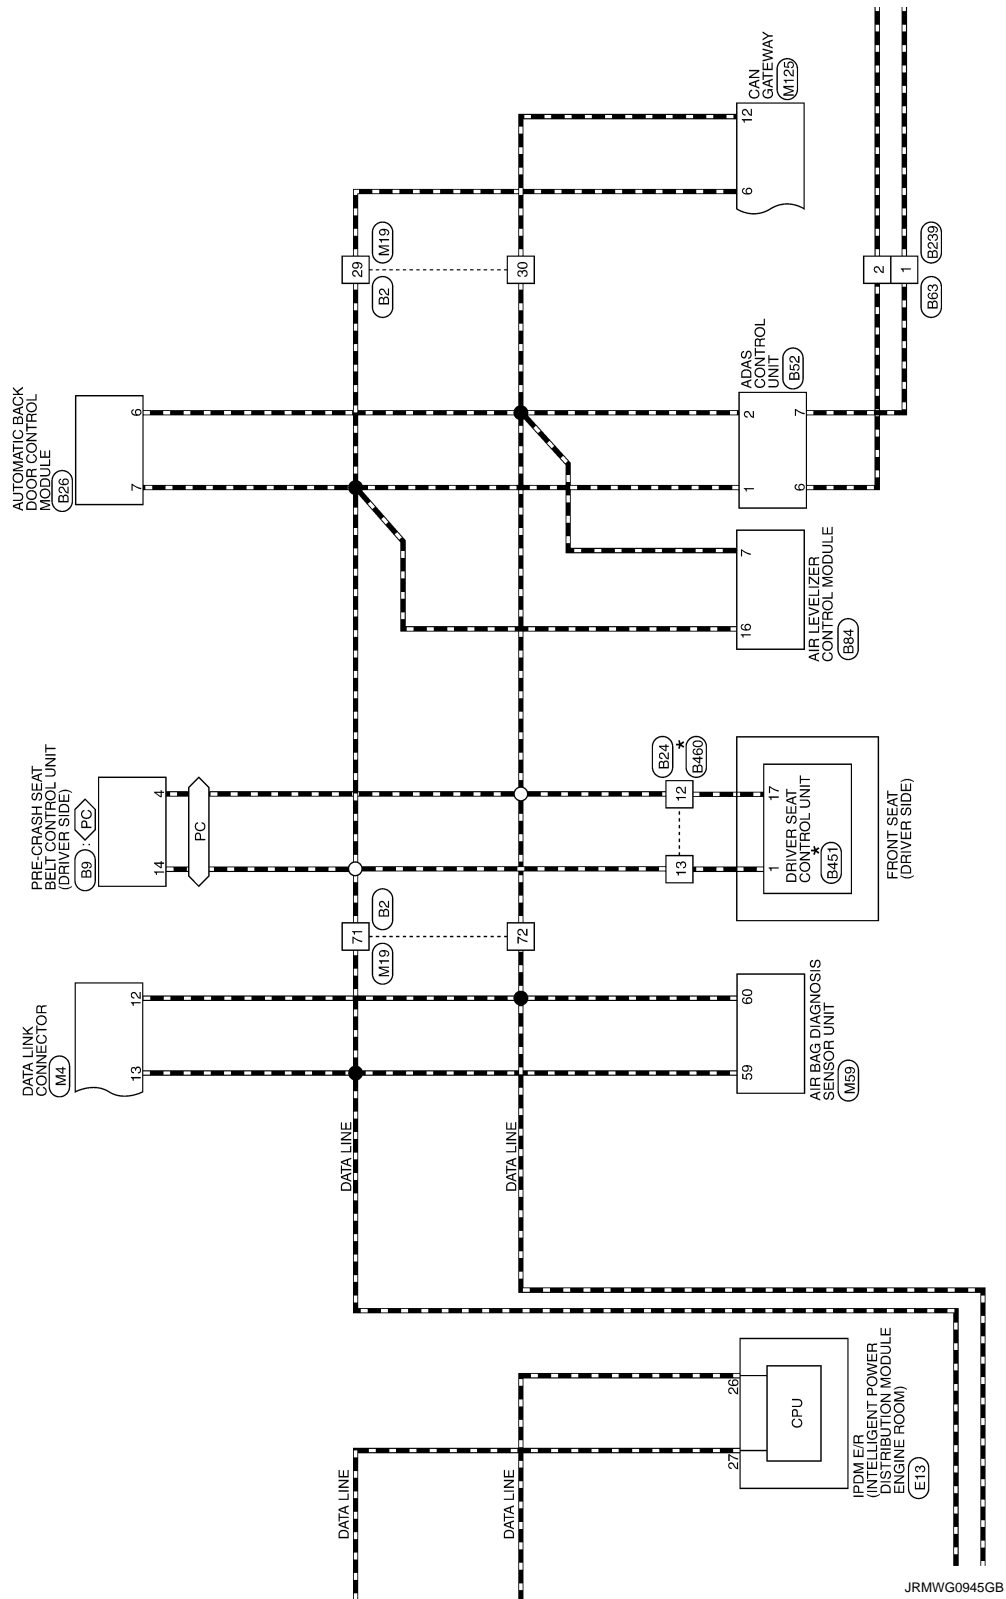 DATA LINE
DATA LINE
27
26
CPU
IPDM E/R
(INTELLIGENT POWER
DISTRIBUTION MODULE
ENGINE ROOM)
E13
DATA LINE
DATA LINE
DATA LINK
CONNECTOR
M4
13
12
59
60
AIR BAG DIAGNOSIS
SENSOR UNIT
M59
71
72
M19
B2
PRE-CRASH SEAT
BELT CONTROL UNIT
(DRIVER SIDE)
B9 : PC
14
4
PC
13
12
B24
*
B460
1
17
DRIVER SEAT
CONTROL UNIT
*
B451
FRONT SEAT
(DRIVER SIDE)
16
7
AIR LEVELIZER
CONTROL MODULE
B84
AUTOMATIC BACK
DOOR CONTROL
MODULE
B26
7
6
1
2
6
7
ADAS
CONTROL
UNIT
B52
29
30
B2
M19
2
1
B63
B239
6
12
CAN
GATEWAY
M125
JRMWG0945GB